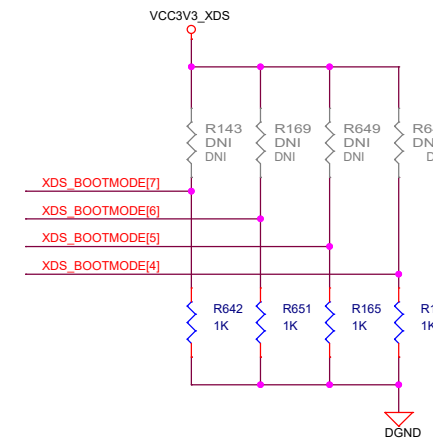 VCC3V3_XDS
R143 R169 R649
DNI DNI DNI
DNI DNI DNI
XDS_BOOTMODE[7]
XDS_BOOTMODE[6]
XDS_BOOTMODE[5]
XDS_BOOTMODE[4]
R642 R651 R165
1K 1K 1K
DGND